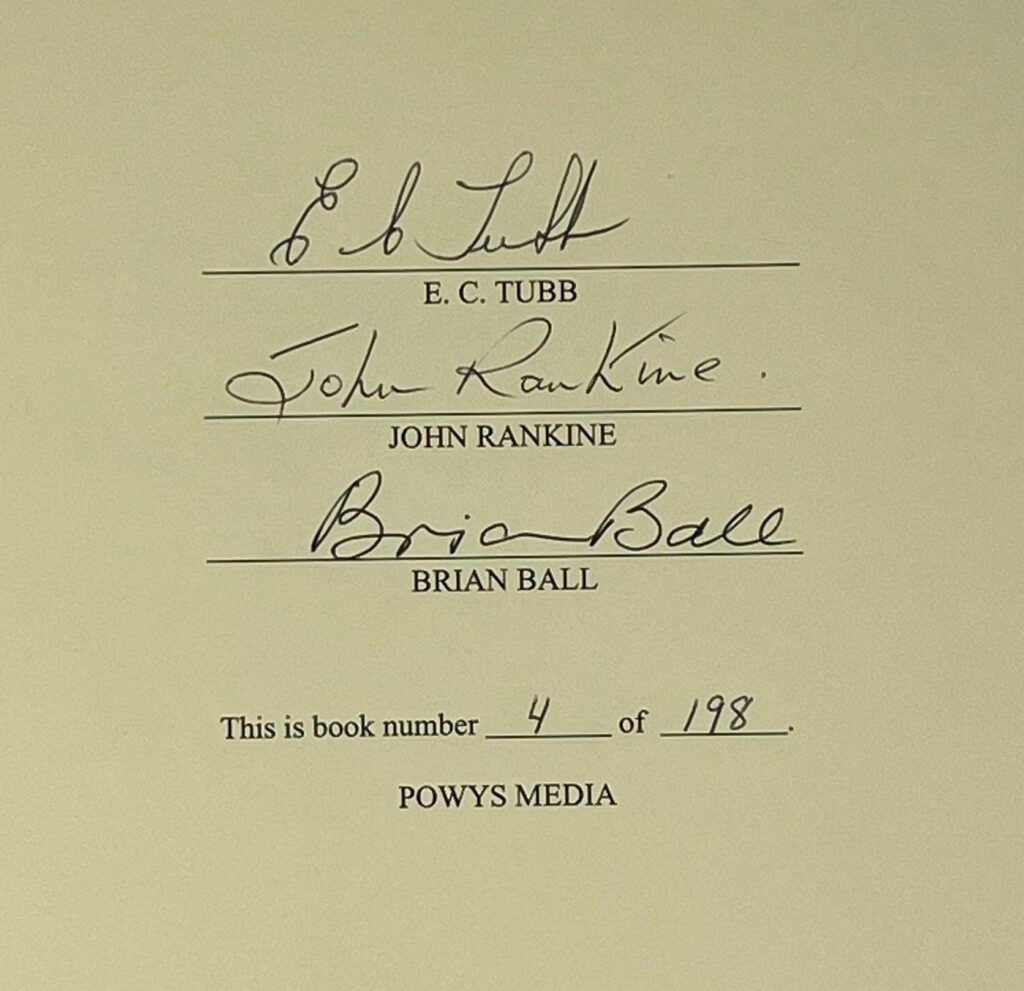 E C Tubb
E. C. TUBB
John Rankine.
JOHN RANKINE
Brian Ball
BRIAN BALL
This is book number 4 of 198.
POWYS MEDIA